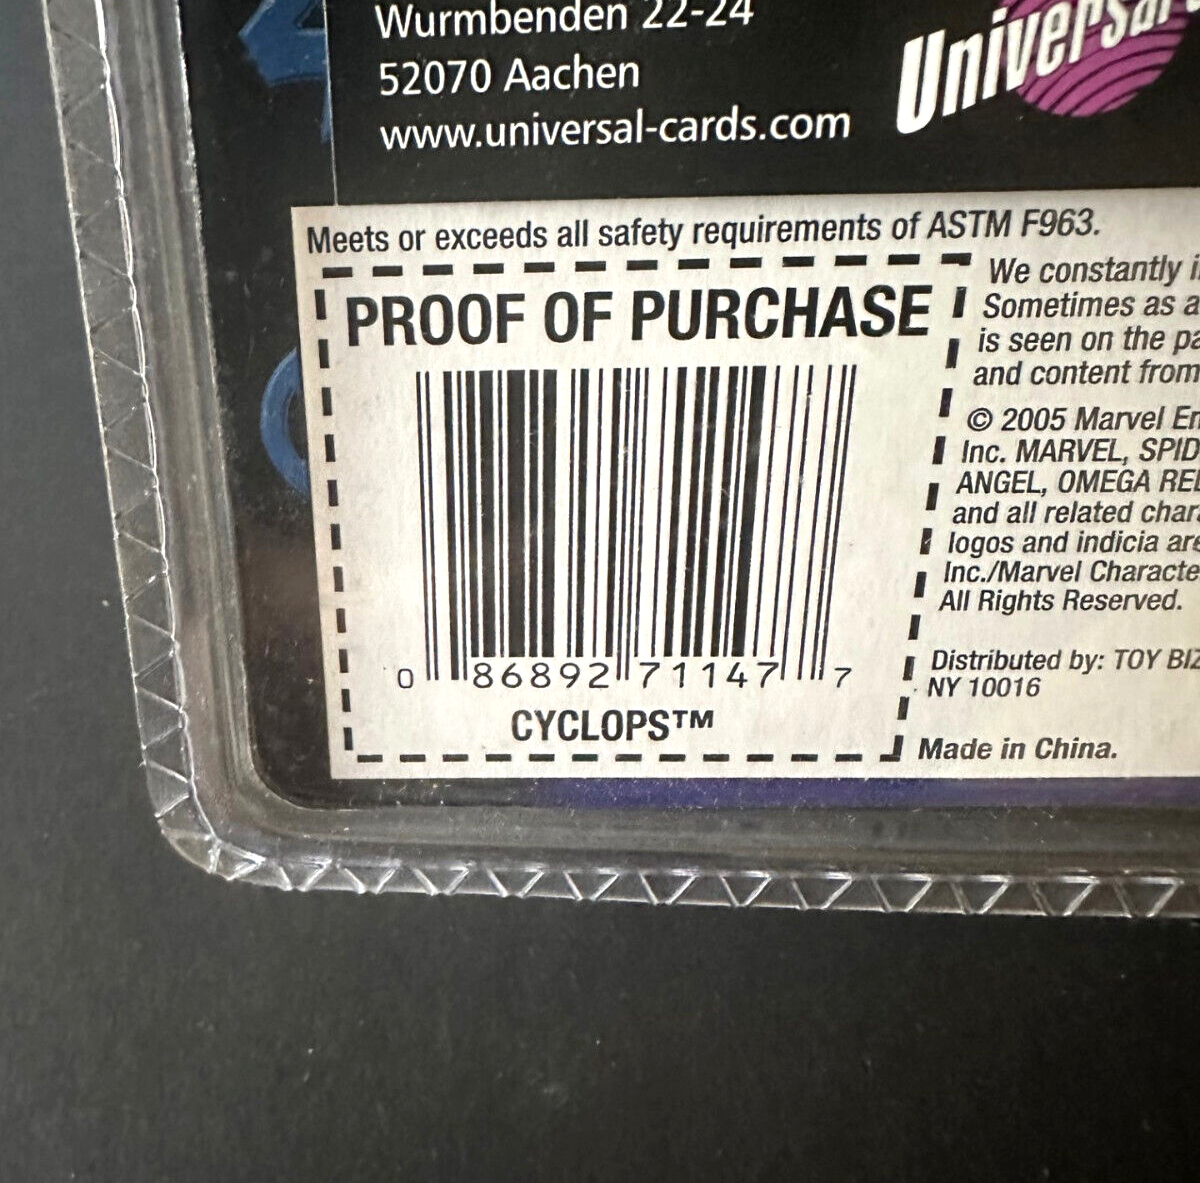 Wurmbenden 22-24
52070 Aachen
www.universal-cards.com
Universal
Meets or exceeds all safety requirements of ASTM F963.
PROOF OF PURCHASE
0 86892 71147 7
CYCLOPS™
We constantly
Sometimes as a
is seen on the
and content from
© 2005 Marvel
Inc. MARVEL,
ANGEL, OMEGA
and all related
logos and indicia are
Inc./Marvel
All Rights Reserved.
Distributed by: TOY BIZ
NY 10016
Made in China.